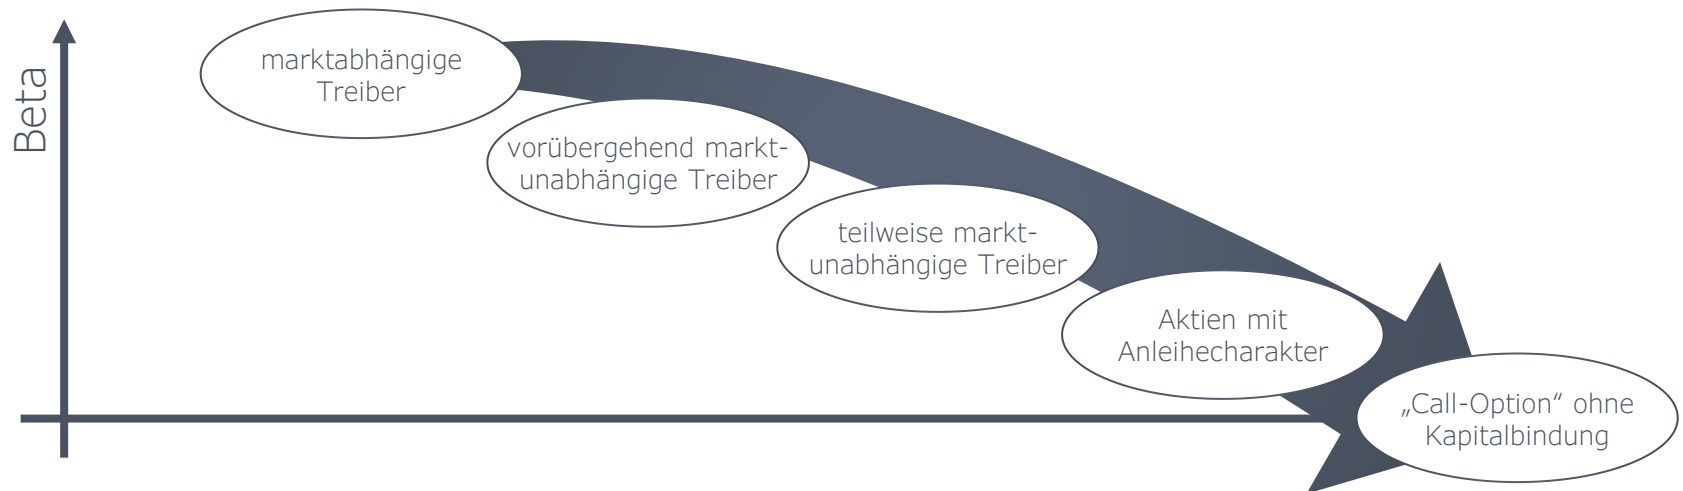 Beta
marktabhängige
Treiber
vorübergehend markt-
unabhängige Treiber
teilweise markt-
unabhängige Treiber
Aktien mit
Anleihecharakter
„Call-Option“ ohne
Kapitalbindung